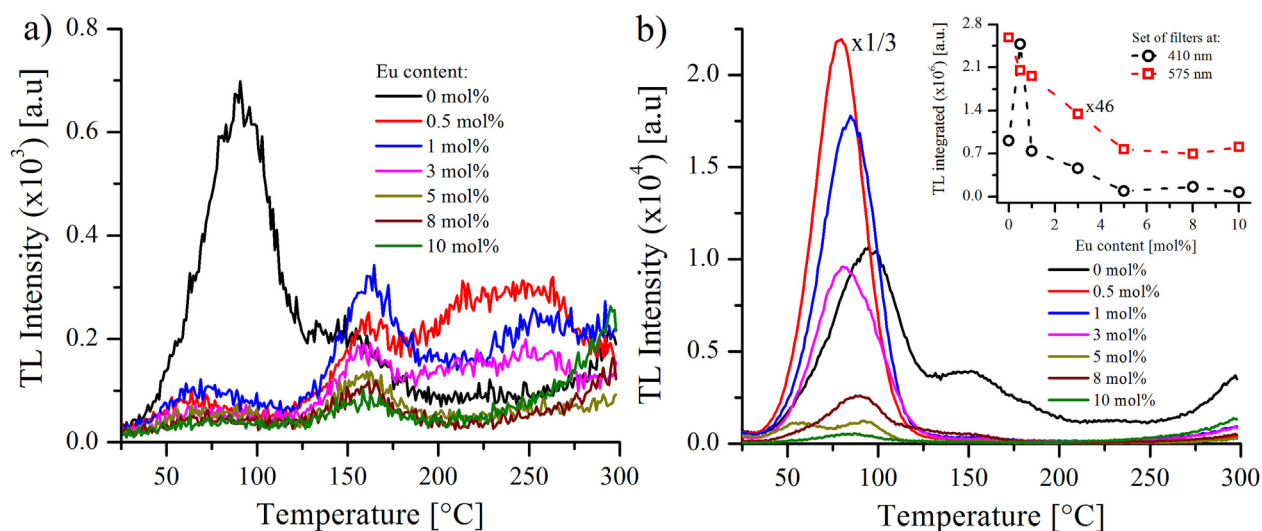 a)
TL Intensity (x10³) [a.u]
0.8
0.6
0.4
0.2
0.0
Eu content:
0 mol%
0.5 mol%
1 mol%
3 mol%
5 mol%
8 mol%
10 mol%
50 100 150 200 250 300
Temperature [°C]
b)
TL Intensity (x10⁴) [a.u]
2.0
1.5
1.0
0.5
0.0
x1/3
TL integrated (x10⁶) [a.u.]
2.8
2.1
1.4
0.7
0.0
Set of filters at:
410 nm
575 nm
x46
0 2 4 6 8 10
Eu content [mol%]
0 mol%
0.5 mol%
1 mol%
3 mol%
5 mol%
8 mol%
10 mol%
50 100 150 200 250 300
Temperature [°C]